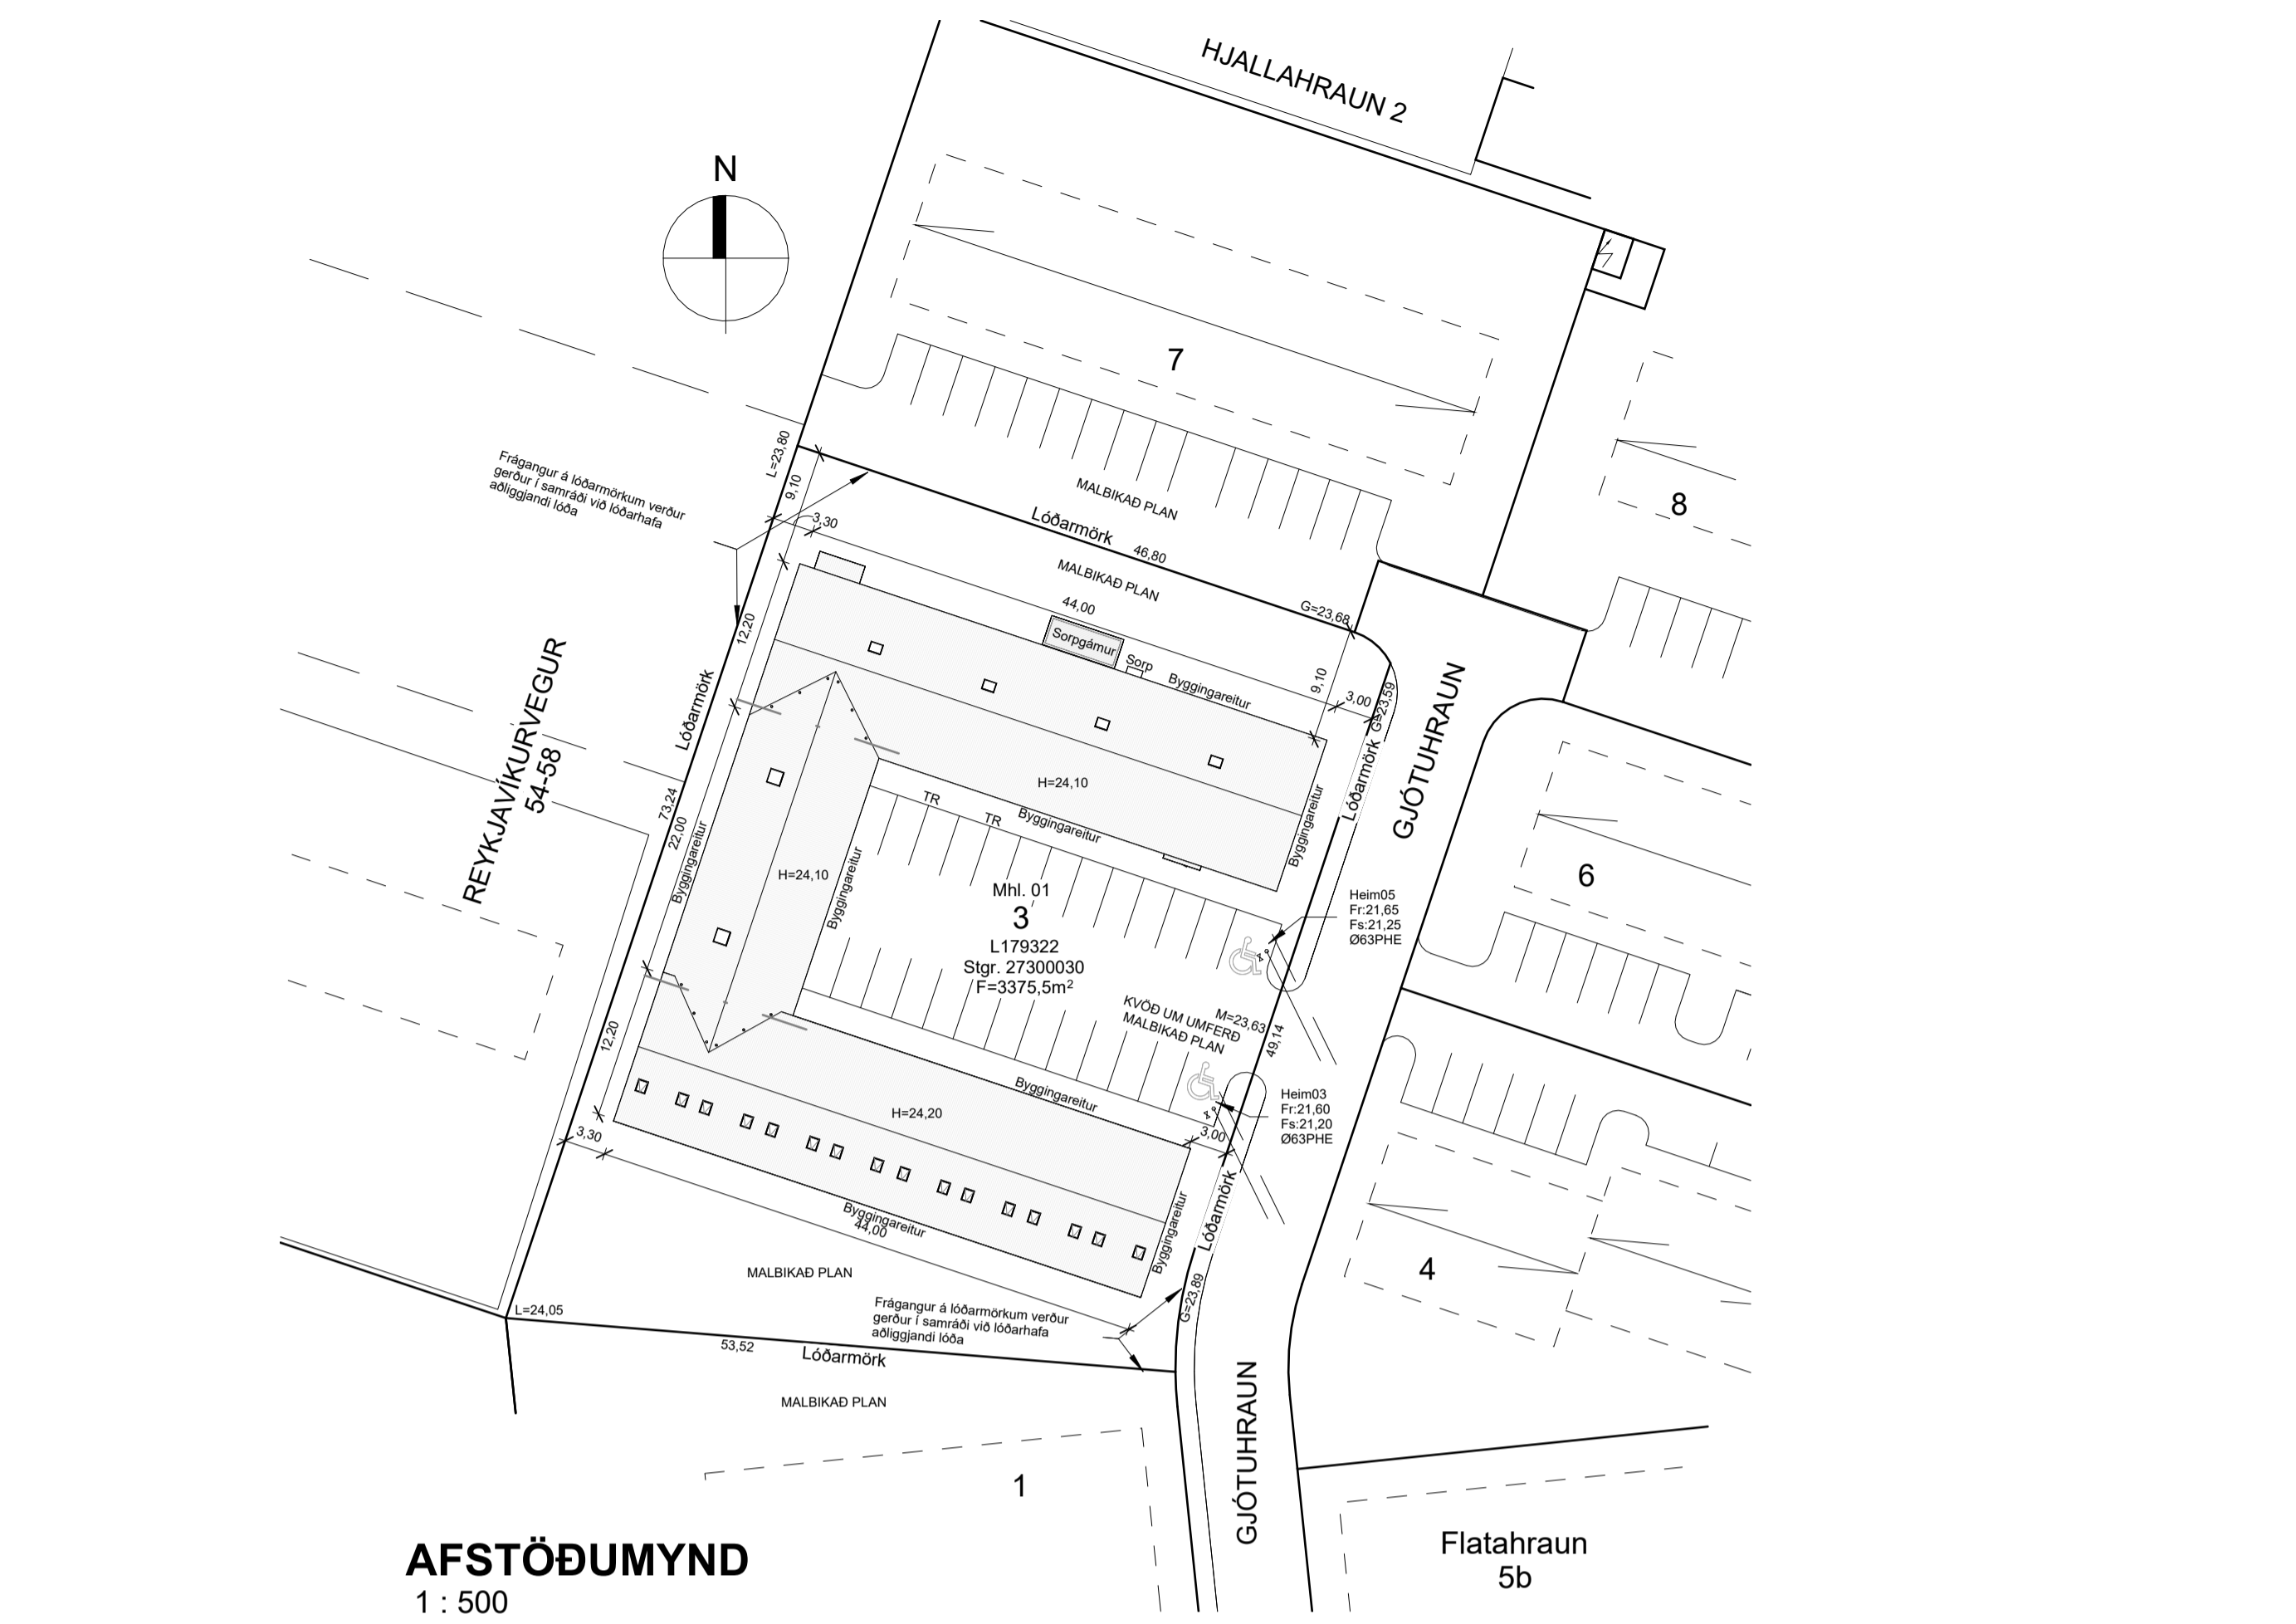 HJALLAHRAUN 2
N
7
8
L=23,80
9,10
Frágangur á lóðarmörkum verður
gerður í samráði við lóðarhafa
aðliggjandi lóða
3,30
MALBIKAÐ PLAN
Lóðarmörk
46,80
MALBIKAÐ PLAN
44,00
G=23,68
Sorpgámur
Sorp
Byggingareitur
9,10
3,00
G=23,59
12,20
Lóðarmörk
REYKJAVÍKURVEGUR
54-58
GJÓTUHRAUN
Lóðarmörk
H=24,10
73,24
22,00
Byggingareitur
TR
TR
Byggingareitur
Byggingareitur
H=24,10
Byggingareitur
6
Mhl. 01
3
L179322
Stgr. 27300030
F=3375,5m²
Heim05
Fr:21,65
Fs:21,25
Ø63PHE
KVÖÐ UM UMFERÐ
MALBIKAÐ PLAN
M=23,63
49,14
12,20
Byggingareitur
H=24,20
Heim03
Fr:21,60
Fs:21,20
Ø63PHE
3,30
3,00
Lóðarmörk
Byggingareitur
Byggingareitur
44,00
4
MALBIKAÐ PLAN
G=23,89
L=24,05
Frágangur á lóðarmörkum verður
gerður í samráði við lóðarhafa
aðliggjandi lóða
53,52
Lóðarmörk
MALBIKAÐ PLAN
1
GJÓTUHRAUN
AFSTÖÐUMYND
1 : 500
Flatahraun
5b